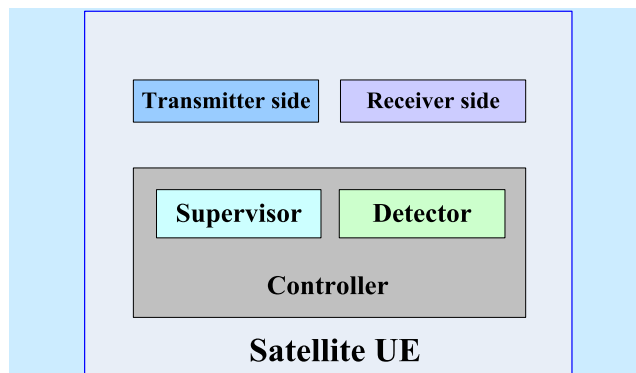 Transmitter side
Receiver side
Supervisor
Detector
Controller
Satellite UE